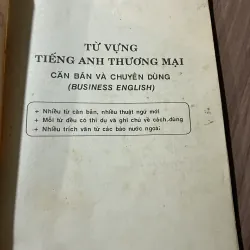 TỪ VỰNG
TIẾNG ANH THƯƠNG MẠI
CĂN BẢN VÀ CHUYÊN DÙNG
(BUSINESS ENGLISH)
+ Nhiều từ căn bản, nhiều thuật ngữ mới
+ Mỗi từ đều có thí dụ và ghi chú về cách dùng
+ Nhiều trích văn từ các báo nước ngoài